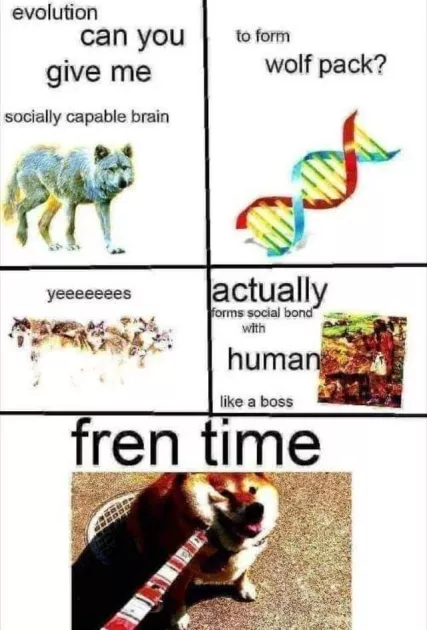 evolution
can you
give me
socially capable brain
to form
wolf pack?
yeeeeeees
actually
forms social bond
with
human
like a boss
fren time